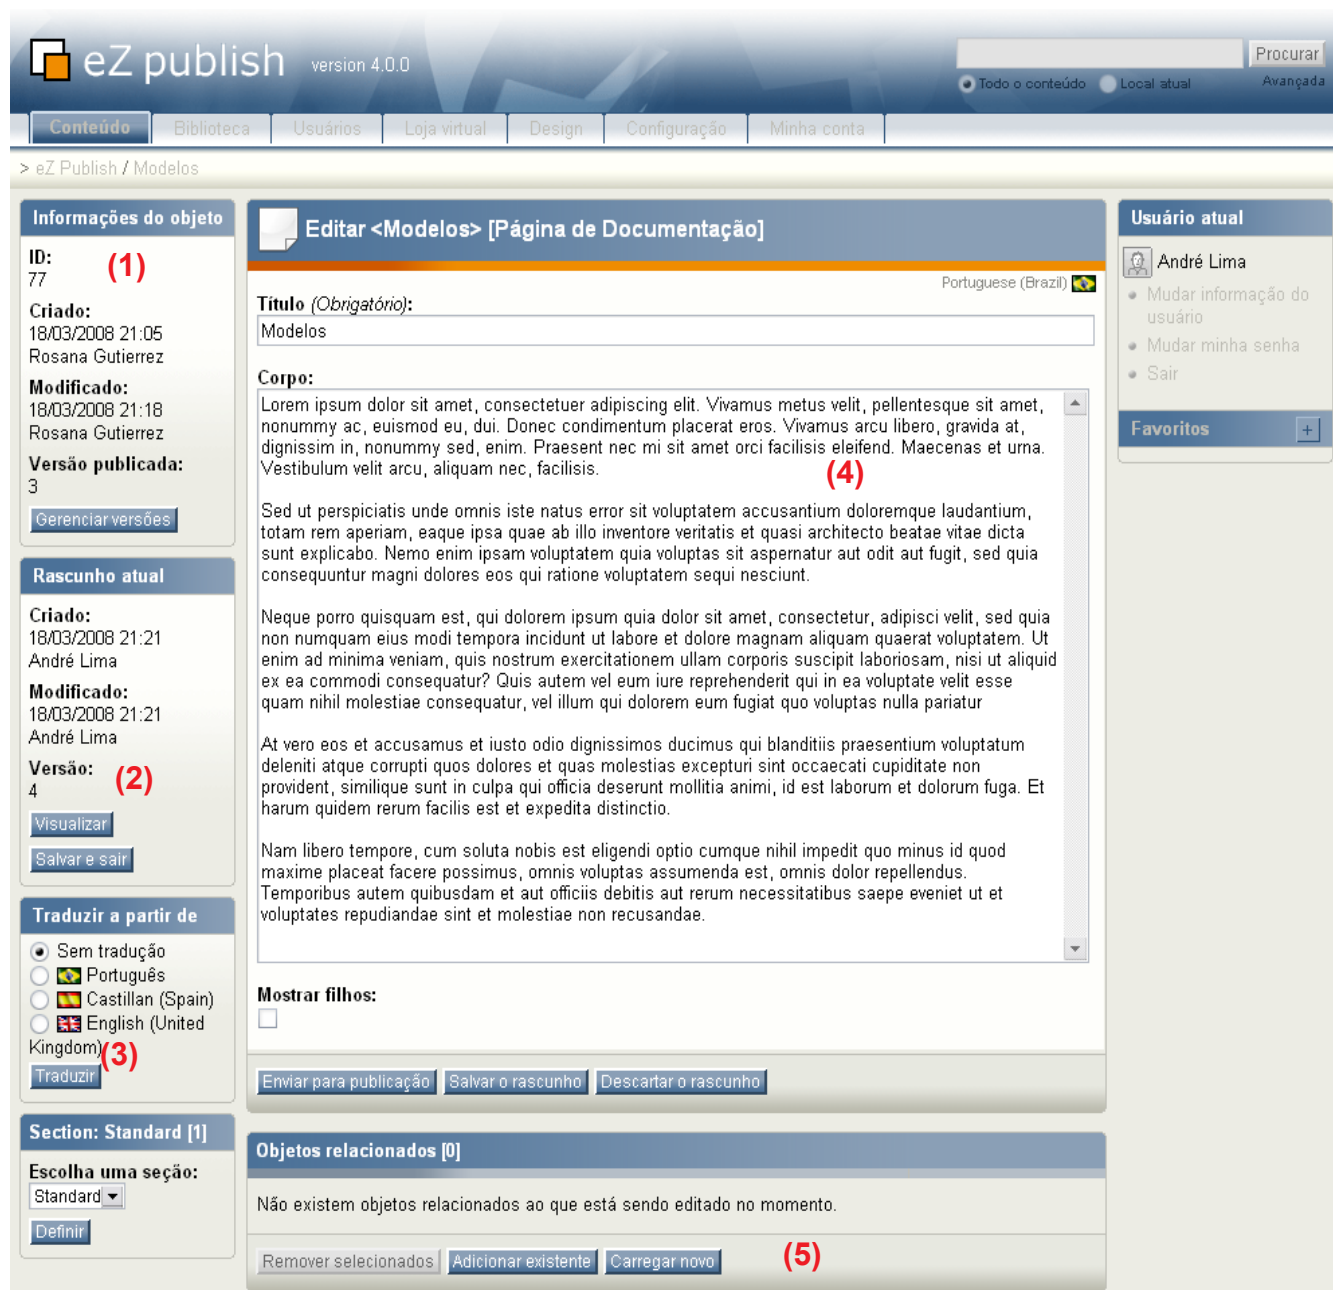 eZ publish version 4.0.0
Procurar
Todo o conteúdo Local atual Avançada
Conteúdo Biblioteca Usuários Loja virtual Design Configuração Minha conta
> eZ Publish / Modelos
Informações do objeto
ID:
77
(1)
Criado:
18/03/2008 21:05
Rosana Gutierrez
Modificado:
18/03/2008 21:18
Rosana Gutierrez
Versão publicada:
3
Gerenciar versões
Rascunho atual
Criado:
18/03/2008 21:21
André Lima
Modificado:
18/03/2008 21:21
André Lima
Versão:
4
(2)
Visualizar
Salvar e sair
Traduzir a partir de
Sem tradução
Português
Castillan (Spain)
English (United
Kingdom)
(3)
Traduzir
Section: Standard [1]
Escolha uma seção:
Standard
Definir
Editar <Modelos> [Página de Documentação]
Portuguese (Brazil)
Título (Obrigatório):
Modelos
Corpo:
Lorem ipsum dolor sit amet, consectetuer adipiscing elit. Vivamus metus velit, pellentesque sit amet,
nonummy ac, euismod eu, dui. Donec condimentum placerat eros. Vivamus arcu libero, gravida at,
dignissim in, nonummy sed, enim. Praesent nec mi sit amet orci facilisis eleifend. Maecenas et urna.
Vestibulum velit arcu, aliquam nec, facilisis.
(4)
Sed ut perspiciatis unde omnis iste natus error sit voluptatem accusantium doloremque laudantium,
totam rem aperiam, eaque ipsa quae ab illo inventore veritatis et quasi architecto beatae vitae dicta
sunt explicabo. Nemo enim ipsam voluptatem quia voluptas sit aspernatur aut odit aut fugit, sed quia
consequuntur magni dolores eos qui ratione voluptatem sequi nesciunt.
Neque porro quisquam est, qui dolorem ipsum quia dolor sit amet, consectetur, adipisci velit, sed quia
non numquam eius modi tempora incidunt ut labore et dolore magnam aliquam quaerat voluptatem. Ut
enim ad minima veniam, quis nostrum exercitationem ullam corporis suscipit laboriosam, nisi ut aliquid
ex ea commodi consequatur? Quis autem vel eum iure reprehenderit qui in ea voluptate velit esse
quam nihil molestiae consequatur, vel illum qui dolorem eum fugiat quo voluptas nulla pariatur
At vero eos et accusamus et iusto odio dignissimos ducimus qui blanditiis praesentium voluptatum
deleniti atque corrupti quos dolores et quas molestias excepturi sint occaecati cupiditate non
provident, similique sunt in culpa qui officia deserunt mollitia animi, id est laborum et dolorum fuga. Et
harum quidem rerum facilis est et expedita distinctio.
Nam libero tempore, cum soluta nobis est eligendi optio cumque nihil impedit quo minus id quod
maxime placeat facere possimus, omnis voluptas assumenda est, omnis dolor repellendus.
Temporibus autem quibusdam et aut officiis debitis aut rerum necessitatibus saepe eveniet ut et
voluptates repudiandae sint et molestiae non recusandae.
Mostrar filhos:
Enviar para publicação Salvar o rascunho Descartar o rascunho
Objetos relacionados [0]
Não existem objetos relacionados ao que está sendo editado no momento.
Remover selecionados Adicionar existente Carregar novo
(5)
Usuário atual
André Lima
Mudar informação do
usuário
Mudar minha senha
Sair
Favoritos +